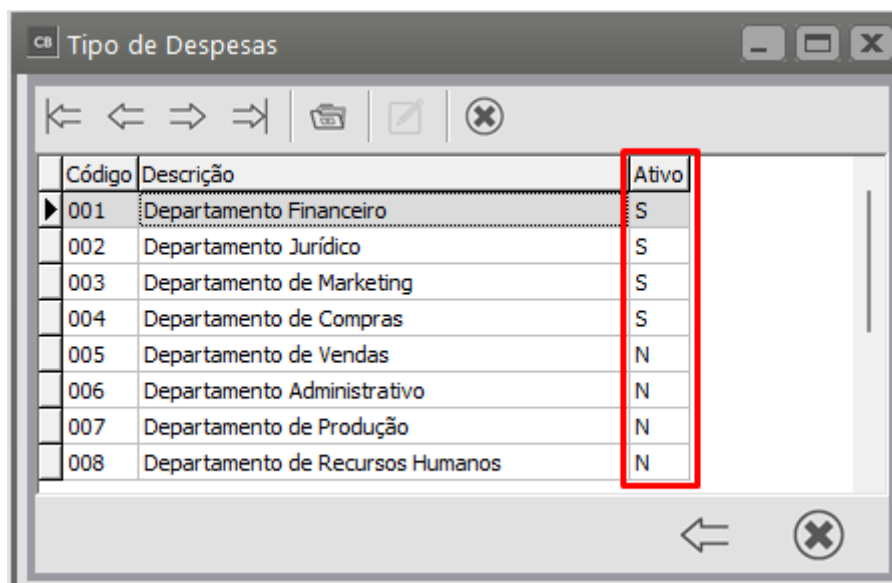 CB Tipo de Despesas
Código Descrição Ativo
001 Departamento Financeiro S
002 Departamento Jurídico S
003 Departamento de Marketing S
004 Departamento de Compras S
005 Departamento de Vendas N
006 Departamento Administrativo N
007 Departamento de Produção N
008 Departamento de Recursos Humanos N